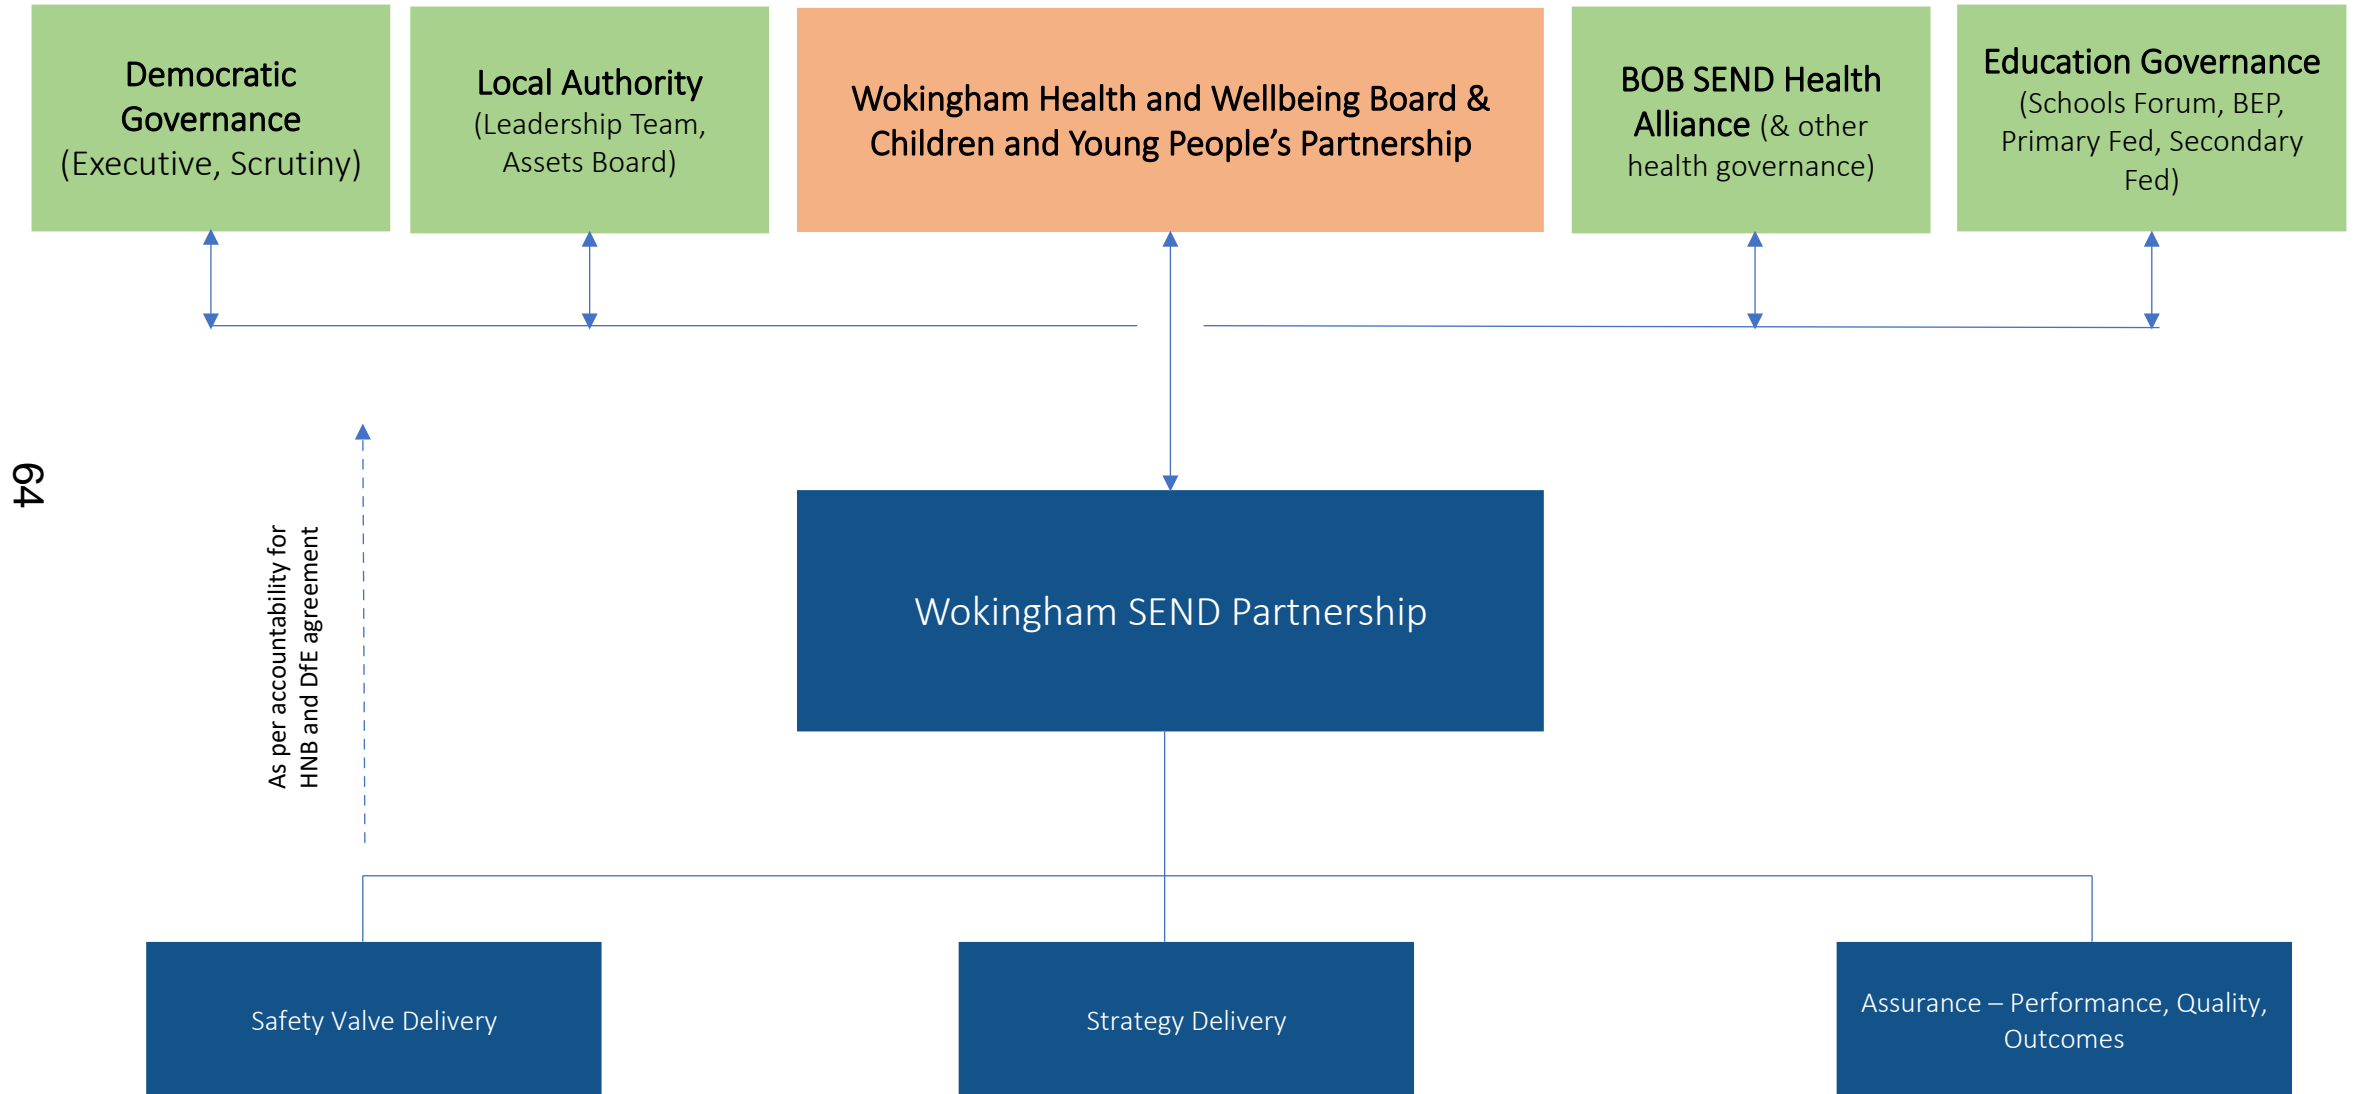 Democratic
Governance
(Executive, Scrutiny)
Local Authority
(Leadership Team,
Assets Board)
Wokingham Health and Wellbeing Board &
Children and Young People’s Partnership
BOB SEND Health
Alliance (& other
health governance)
Education Governance
(Schools Forum, BEP,
Primary Fed, Secondary
Fed)
64
As per accountability for
HNB and DfE agreement
Wokingham SEND Partnership
Safety Valve Delivery
Strategy Delivery
Assurance – Performance, Quality,
Outcomes